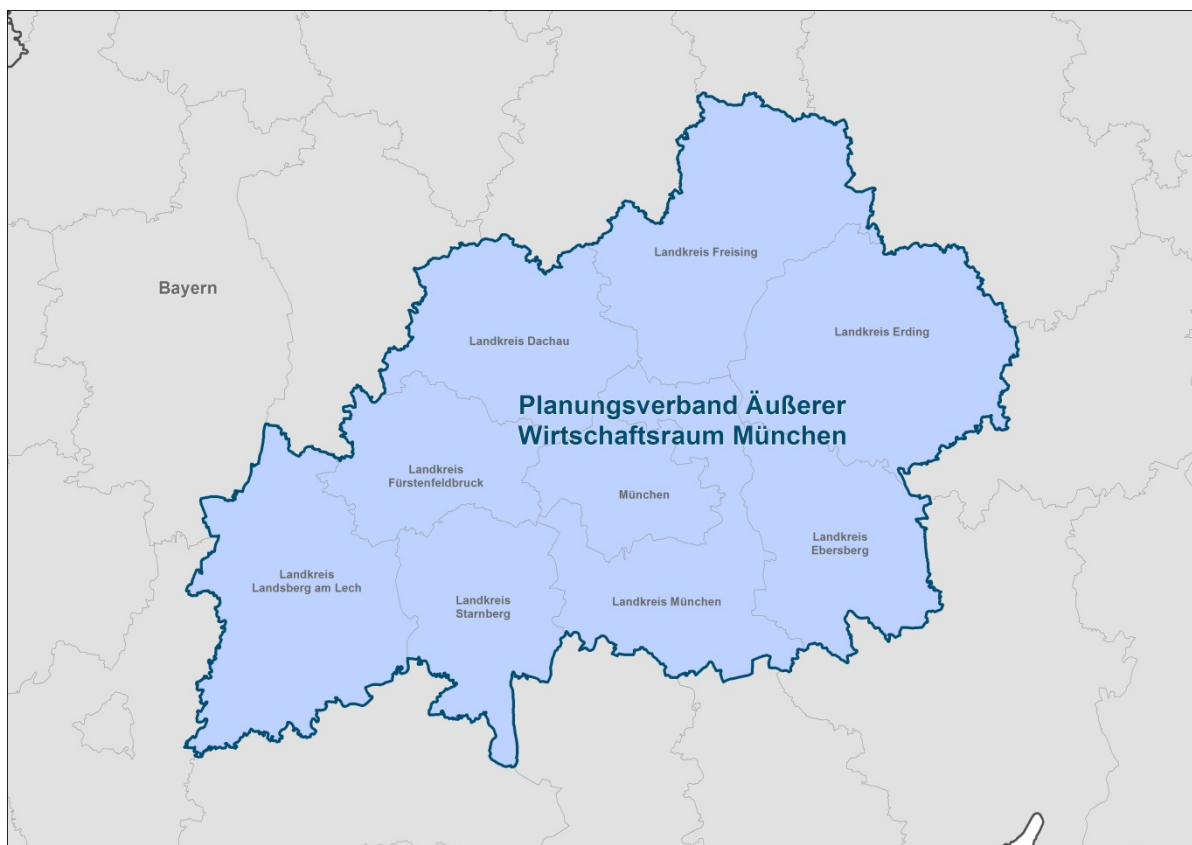 Landkreis Freising
Bayern
Landkreis Erding
Landkreis Dachau
Planungsverband Äußerer
Wirtschaftsraum München
Landkreis
Fürstenfeldbruck
München
Landkreis
Ebersberg
Landkreis
Landsberg am Lech
Landkreis
Starnberg
Landkreis München